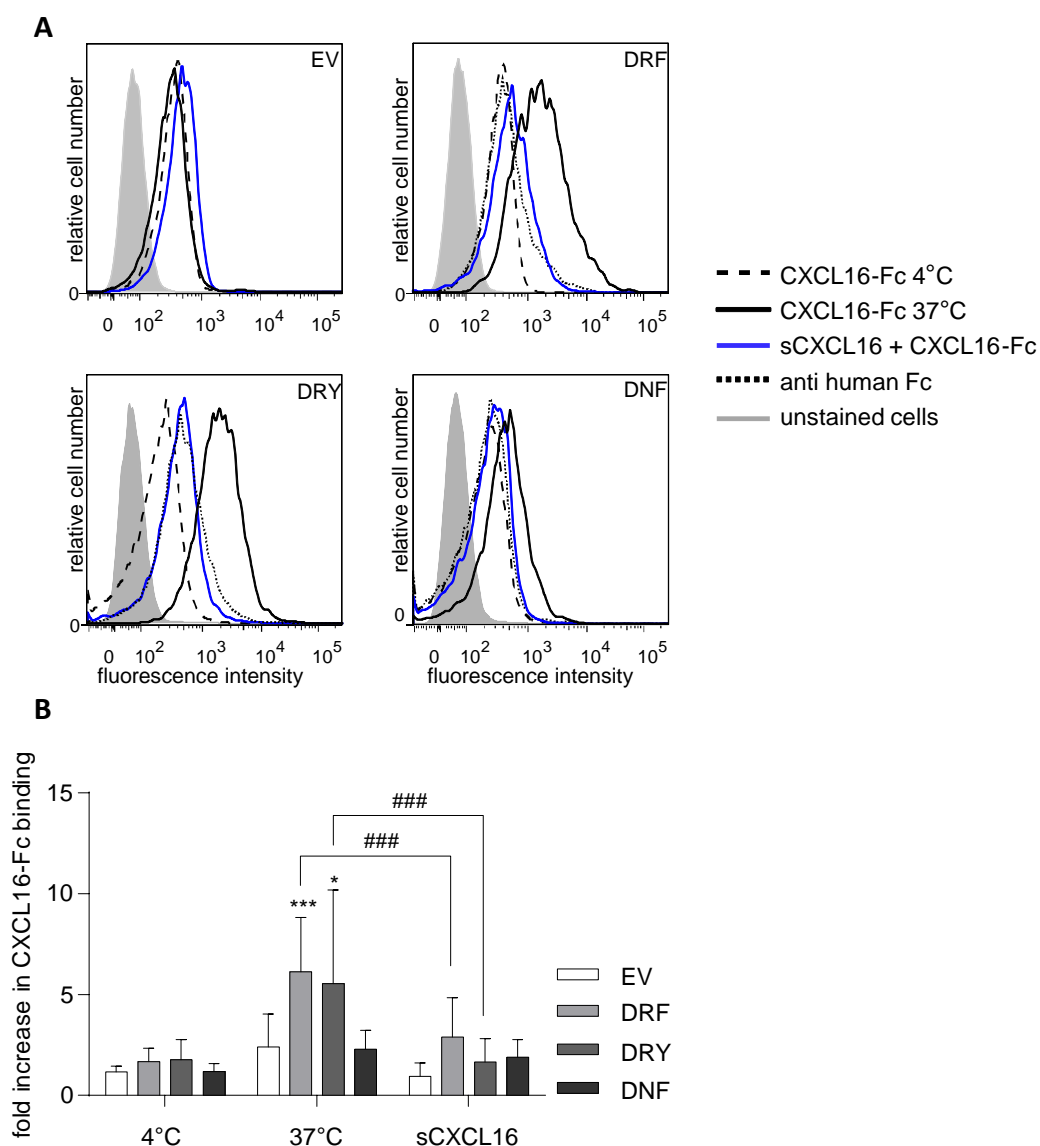 A
EV
relative cell number
0
0 10² 10³ 10⁴ 10⁵
DRF
relative cell number
0
0 10² 10³ 10⁴ 10⁵
CXCL16-Fc 4°C
CXCL16-Fc 37°C
sCXCL16 + CXCL16-Fc
anti human Fc
unstained cells
DRY
relative cell number
0
0 10² 10³ 10⁴ 10⁵
fluorescence intensity
DNF
relative cell number
0
0 10² 10³ 10⁴ 10⁵
fluorescence intensity
B
fold increase in CXCL16-Fc binding
15
10
5
0
###
###
***
*
4°C
37°C
sCXCL16
EV
DRF
DRY
DNF